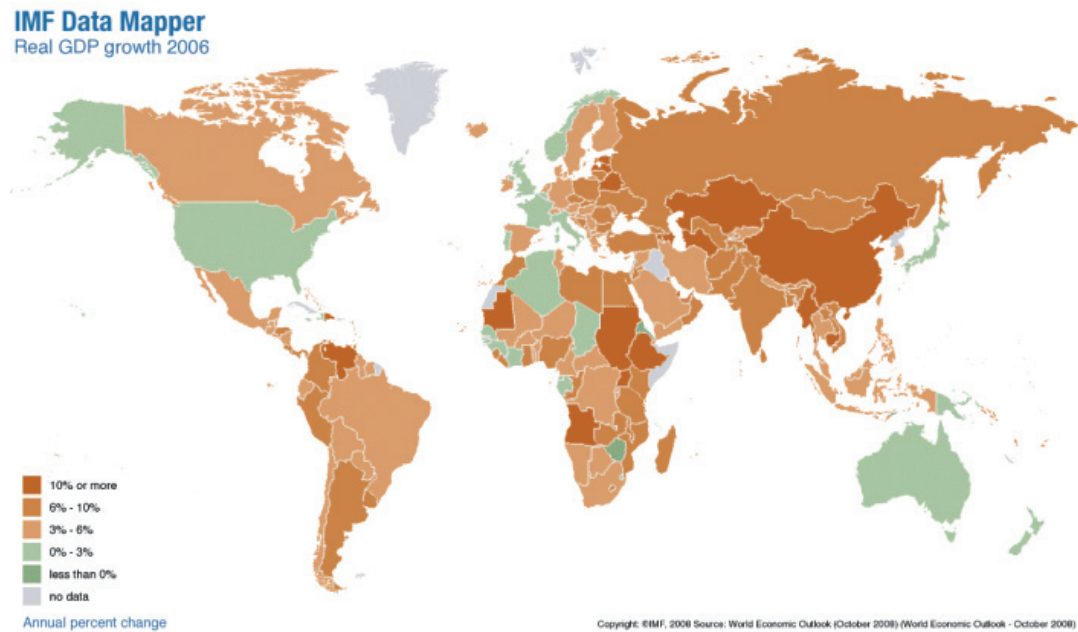 IMF Data Mapper
Real GDP growth 2006
10% or more
6% - 10%
3% - 6%
0% - 3%
less than 0%
no data
Annual percent change
Copyright: ©IMF, 2008 Source: World Economic Outlook (October 2008) (World Economic Outlook - October 2008)